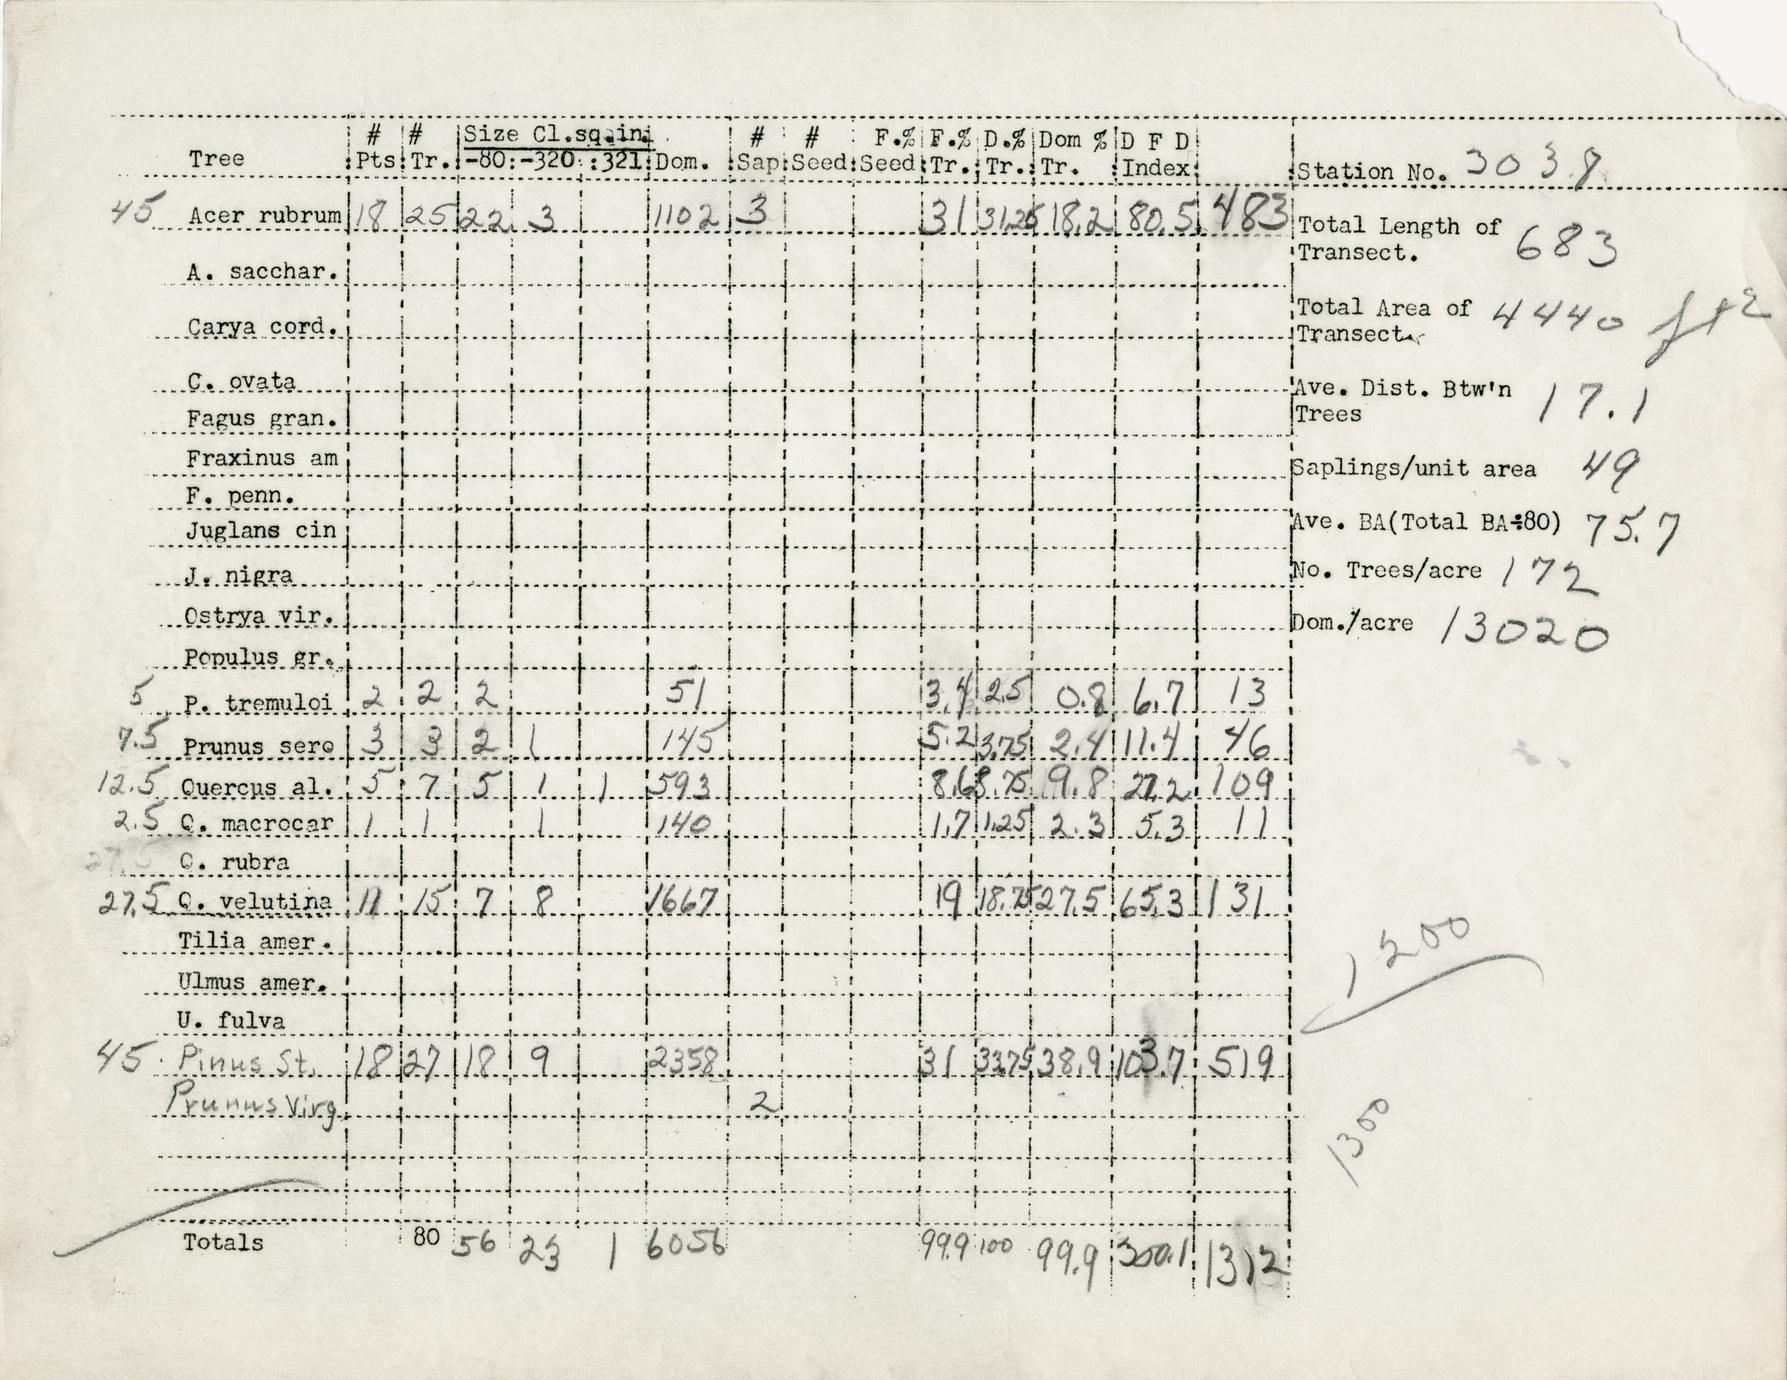 Tree # Pts # Tr. Size Cl.sq.in. -80: -320 :321 Dom. # Sap # Seed F.% Seed F.% Tr. D.% Tr. Dom % Tr. D F D Index
45 Acer rubrum 18 25 22 3 1102 3 31 31.25 18.2 80.5 483
A. sacchar.
Carya cord.
C. ovata
Fagus gran.
Fraxinus am
F. penn.
Juglans cin
J. nigra
Ostrya vir.
Populus gr.
5 P. tremuloi 2 2 2 51 3.4 2.5 0.8 6.7 13
7.5 Prunus sero 3 3 2 1 145 5.2 3.75 2.4 11.4 46
12.5 Quercus al. 5 7 5 1 1 593 8.6 8.75 9.8 27.2 109
2.5 Q. macrocar 1 1 1 140 1.7 1.25 2.3 5.3 11
Q. rubra
27.5 Q. velutina 11 15 7 8 1667 19 18.75 27.5 65.3 131
Tilia amer.
Ulmus amer.
U. fulva
45 Pinus St. 18 27 18 9 2358 31 33.75 38.9 103.7 519
Prunus Virg. 2
Totals 80 56 23 1 6056 99.9 100 99.9 300.1 1312
Station No. 3038
Total Length of
Transect. 683
Total Area of
Transect. 4440 ft2
Ave. Dist. Btw'n
Trees 17.1
Saplings/unit area 49
Ave. BA(Total BA÷80) 75.7
No. Trees/acre 172
Dom./acre 13020
1200
1300